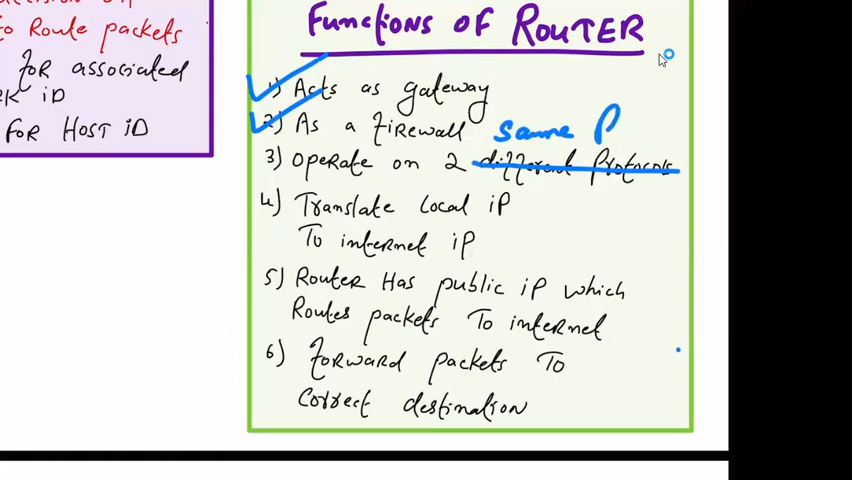 to Route packets
FOR associated
iD
FOR HOST iD
Functions of ROUTER
1) Acts as gateway
2) As a Firewall
same P
3) Operate on 2 different Protocols
4) Translate Local iP
To internet iP
5) Router Has public iP which
Routes packets To internet
6) Forward packets To
Correct destination